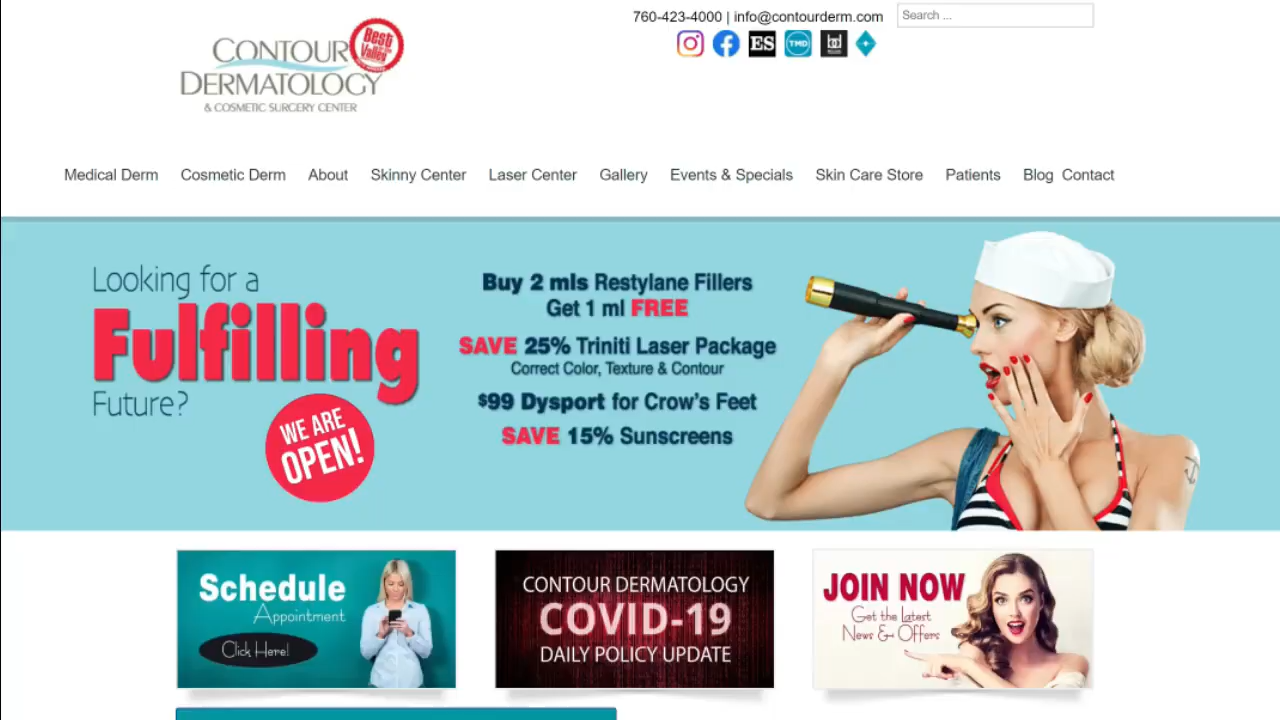 760-423-4000 | info@contourderm.com
Search ...
CONTOUR
DERMATOLOGY
& COSMETIC SURGERY CENTER
Best
Valley
ES
TMD
bd
Medical Derm Cosmetic Derm About Skinny Center Laser Center Gallery Events & Specials Skin Care Store Patients Blog Contact
Looking for a
Fulfilling
Future?
WE ARE
OPEN!
Buy 2 mls Restylane Fillers
Get 1 ml FREE
SAVE 25% Triniti Laser Package
Correct Color, Texture & Contour
$99 Dysport for Crow's Feet
SAVE 15% Sunscreens
Schedule
Appointment
Click Here!
CONTOUR DERMATOLOGY
COVID-19
DAILY POLICY UPDATE
JOIN NOW
Get the Latest
News & Offers